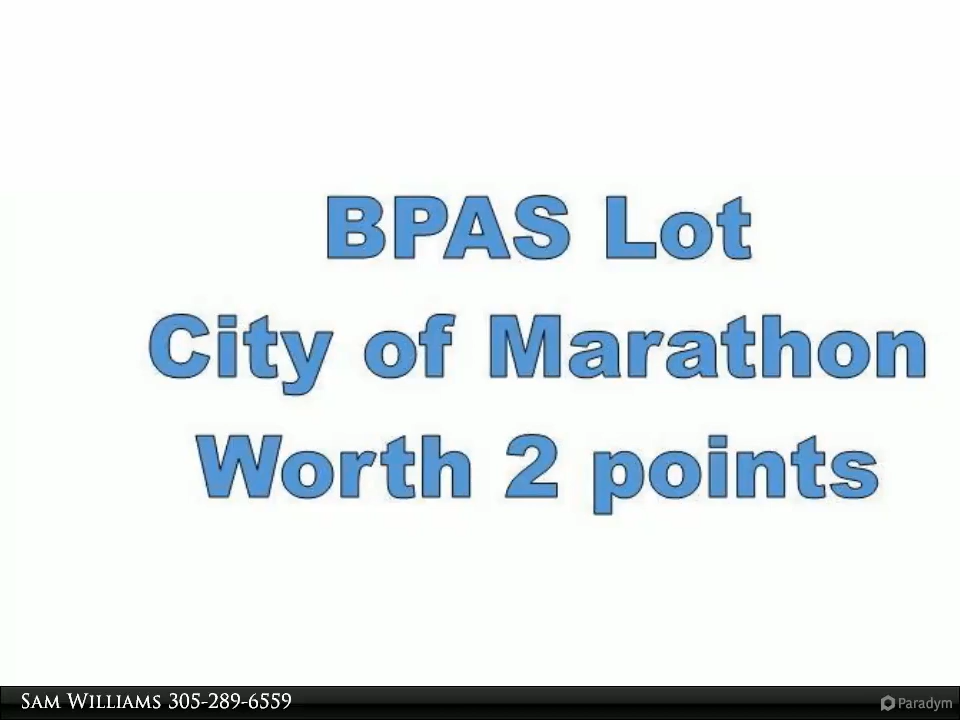 BPAS Lot
City of Marathon
Worth 2 points
Sam Williams 305-289-6559
Paradym